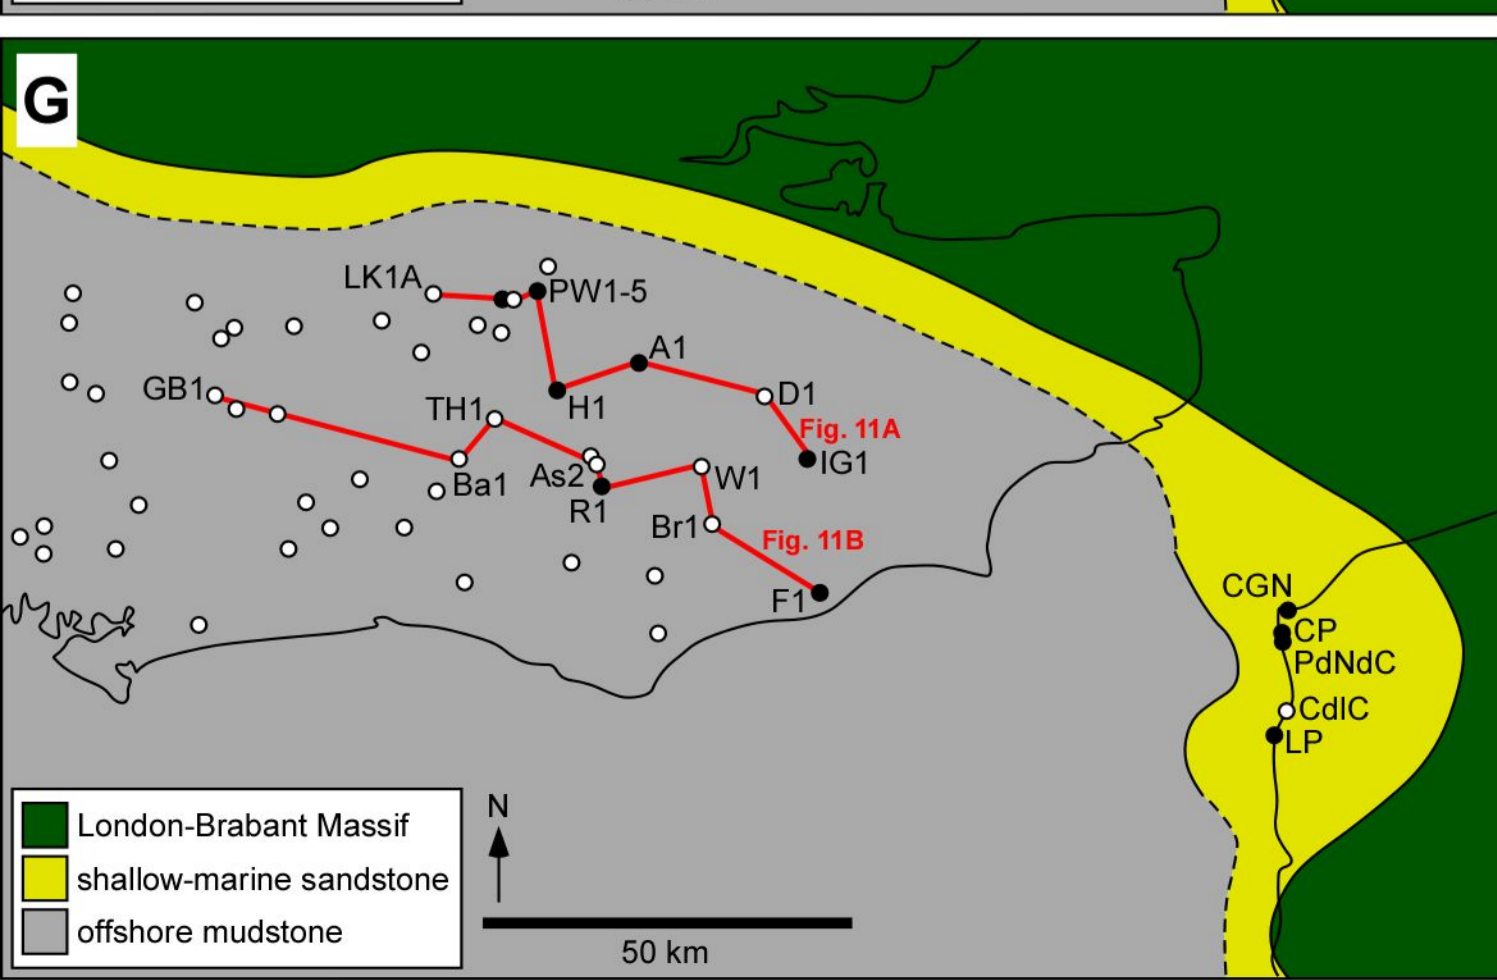 G
LK1A
PW1-5
A1
GB1
D1
TH1
H1
Fig. 11A
IG1
As2
W1
Ba1
R1
Br1
Fig. 11B
F1
CGN
CP
PdNdC
CdlC
LP
N
London-Brabant Massif
shallow-marine sandstone
offshore mudstone
50 km